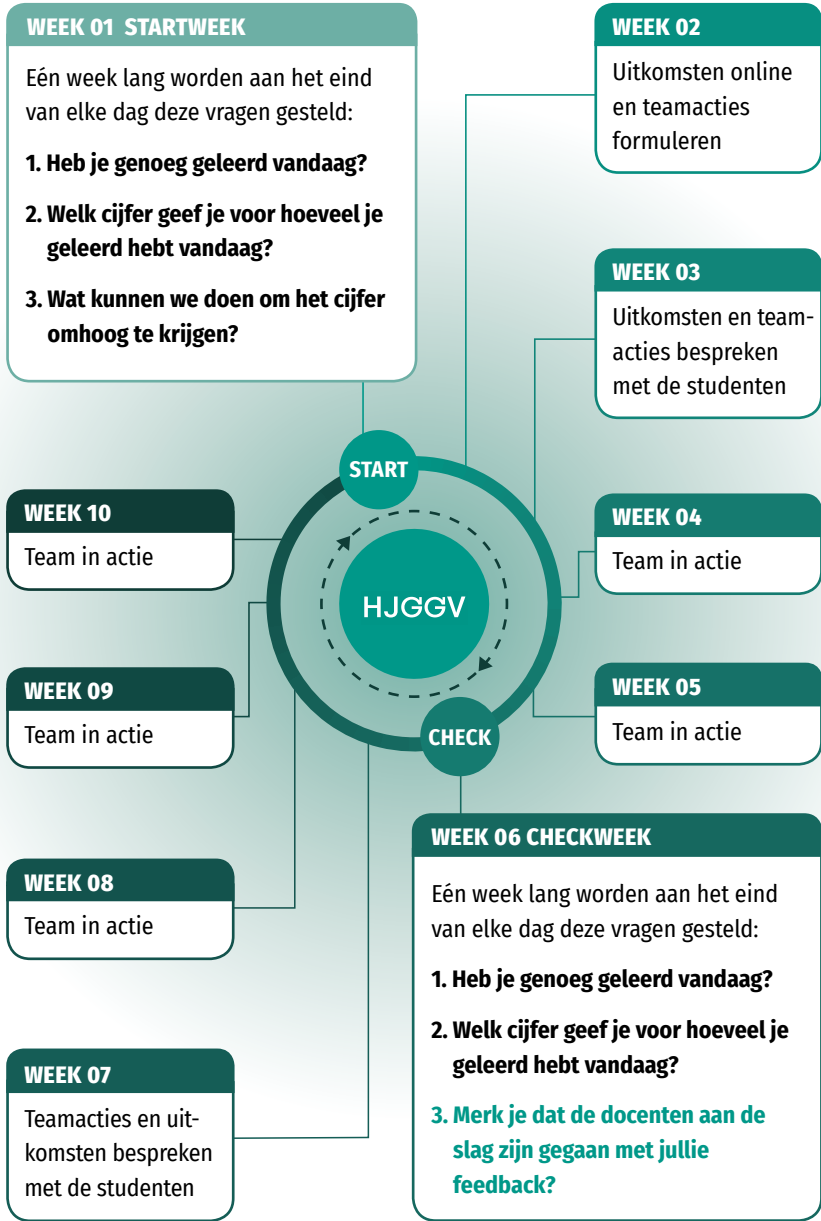 WEEK 01 STARTWEEK
Eén week lang worden aan het eind
van elke dag deze vragen gesteld:
1. Heb je genoeg geleerd vandaag?
2. Welk cijfer geef je voor hoeveel je
geleerd hebt vandaag?
3. Wat kunnen we doen om het cijfer
omhoog te krijgen?
WEEK 02
Uitkomsten online
en teamacties
formuleren
WEEK 03
Uitkomsten en team-
acties bespreken
met de studenten
START
HJGGV
CHECK
WEEK 04
Team in actie
WEEK 05
Team in actie
WEEK 06 CHECKWEEK
Eén week lang worden aan het eind
van elke dag deze vragen gesteld:
1. Heb je genoeg geleerd vandaag?
2. Welk cijfer geef je voor hoeveel je
geleerd hebt vandaag?
3. Merk je dat de docenten aan de
slag zijn gegaan met jullie
feedback?
WEEK 07
Teamacties en uit-
komsten bespreken
met de studenten
WEEK 08
Team in actie
WEEK 09
Team in actie
WEEK 10
Team in actie